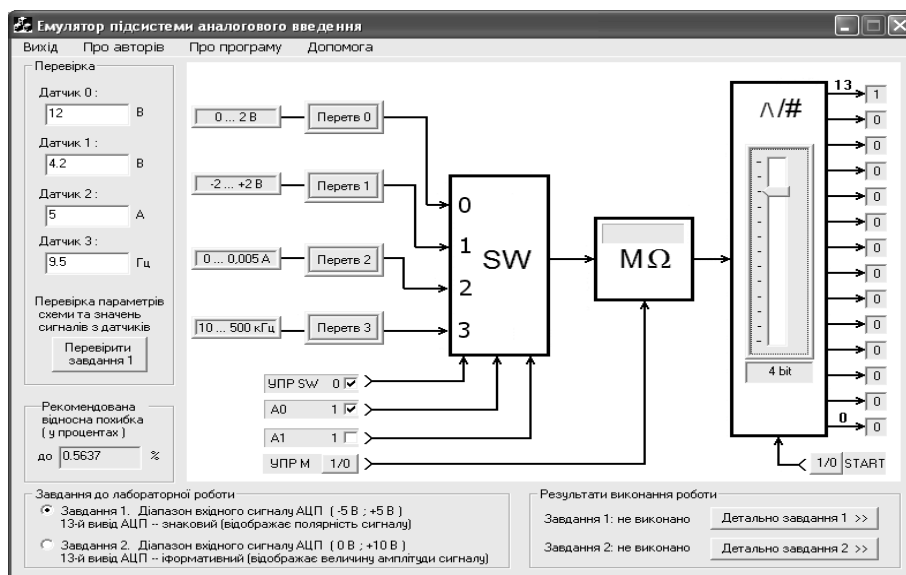 Емулятор підсистеми аналогового введення
Вихід Про авторів Про програму Допомога
Перевірка
Датчик 0 :
12 В
Датчик 1 :
4.2 В
Датчик 2 :
5 А
Датчик 3 :
9.5 Гц
Перевірка параметрів
схеми та значень
сигналів з датчиків
Перевірити
завдання 1
Рекомендована
відносна похибка
( у процентах )
до 0.5637 %
0 ... 2 В Перетв 0
-2 ... +2 В Перетв 1
0 ... 0,005 А Перетв 2
10 ... 500 кГц Перетв 3
0
1
2
3
SW
МΩ
УПР SW 0
А0 1
А1 1
УПР М 1/0
Λ/#
4 bit
13 1
0
0
0
0
0
0
0
0
0
0
0
0
0 0
1/0 START
Завдання до лабораторної роботи
Завдання 1. Діапазон вхідного сигналу АЦП ( -5 В ; +5 В )
13-й вивід АЦП -- знаковий (відображає полярність сигналу)
Завдання 2. Діапазон вхідного сигналу АЦП ( 0 В ; +10 В )
13-й вивід АЦП -- іформативний (відображає величину амплітуди сигналу)
Результати виконання роботи
Завдання 1: не виконано Детально завдання 1 >>
Завдання 2: не виконано Детально завдання 2 >>